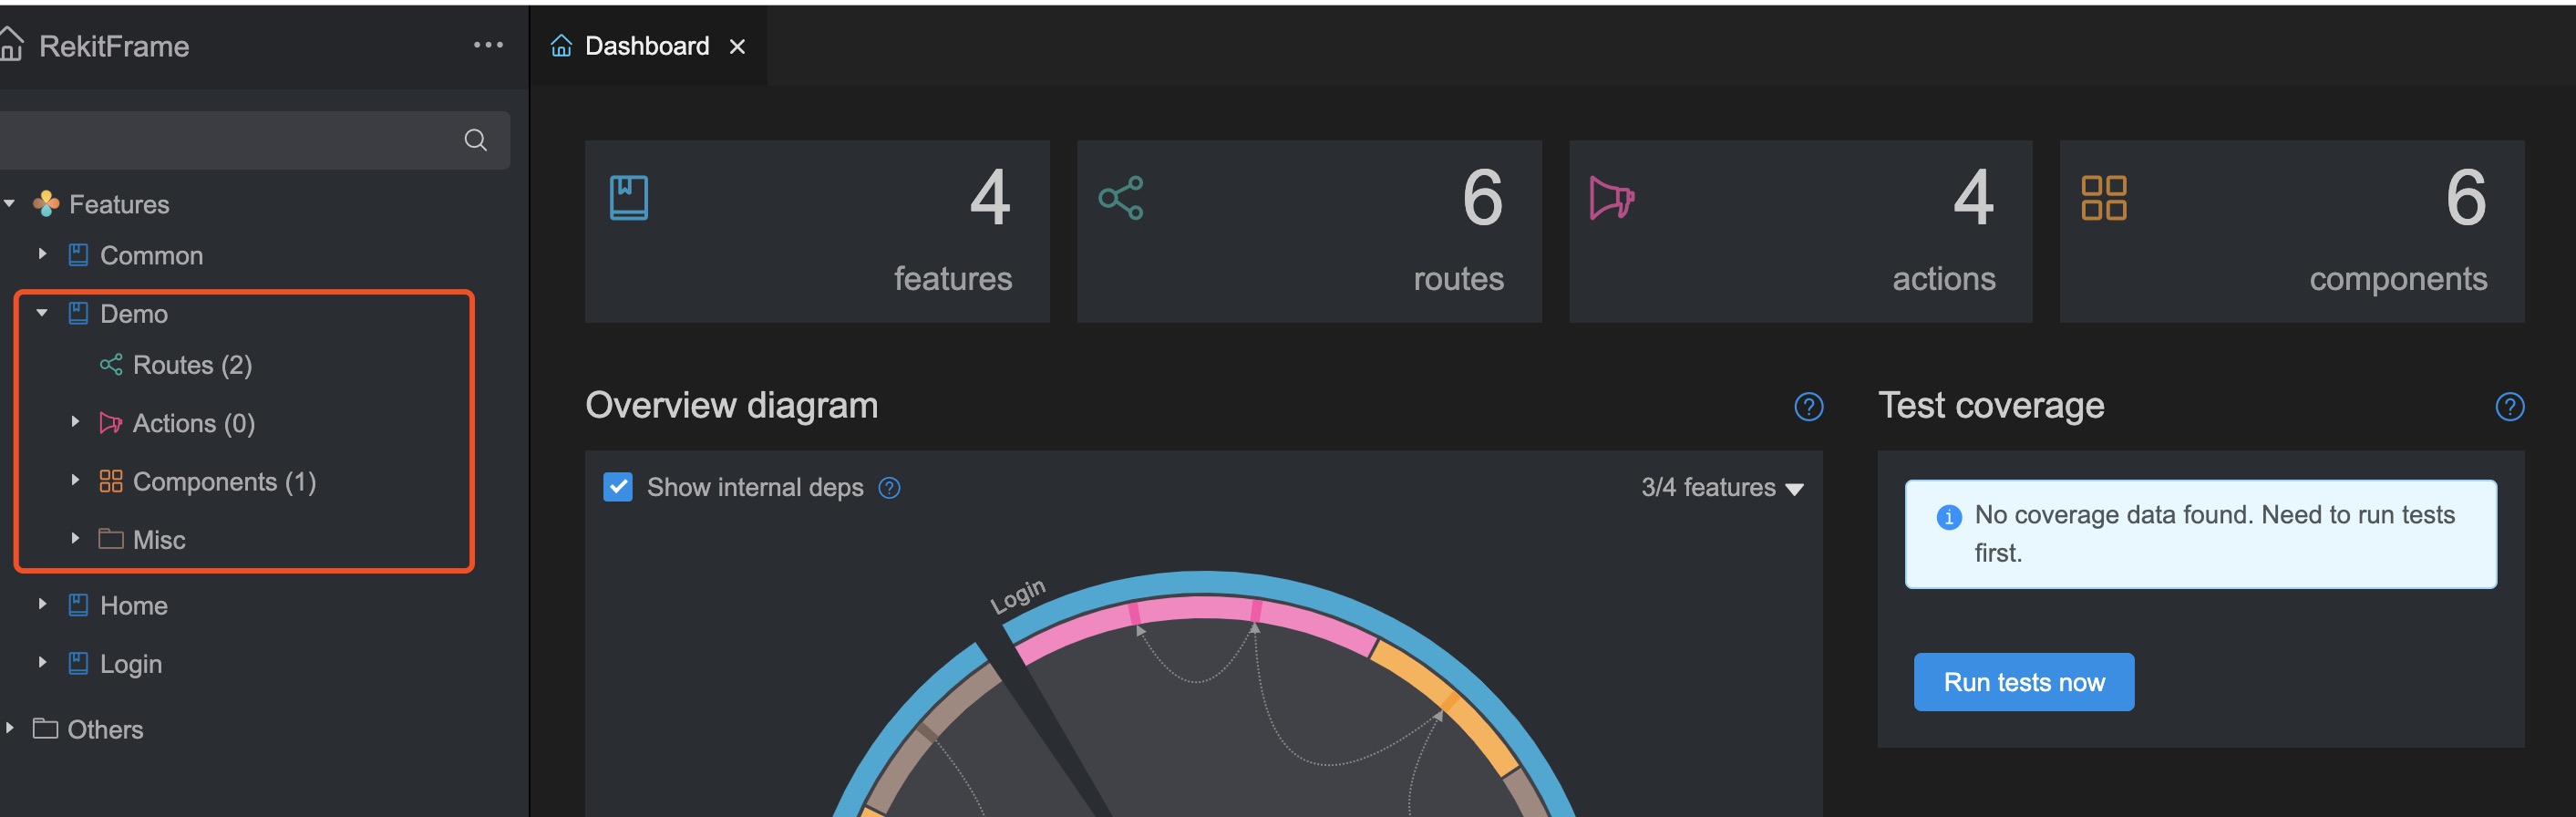 RekitFrame
Dashboard
Features
Common
Demo
Routes (2)
Actions (0)
Components (1)
Misc
Home
Login
Others
4
features
6
routes
4
actions
6
components
Overview diagram
Show internal deps
3/4 features
Login
Test coverage
No coverage data found. Need to run tests
first.
Run tests now